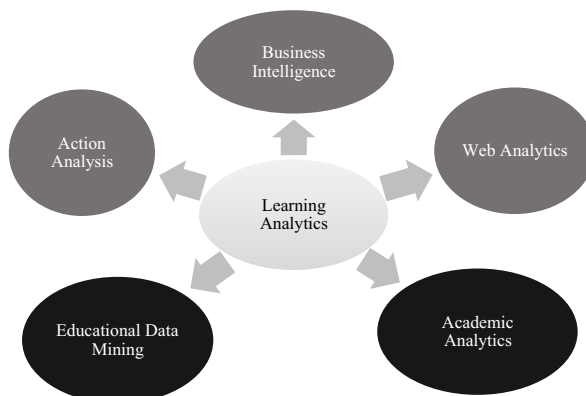 Business
Intelligence
Action
Analysis
Web Analytics
Learning
Analytics
Educational Data
Mining
Academic
Analytics